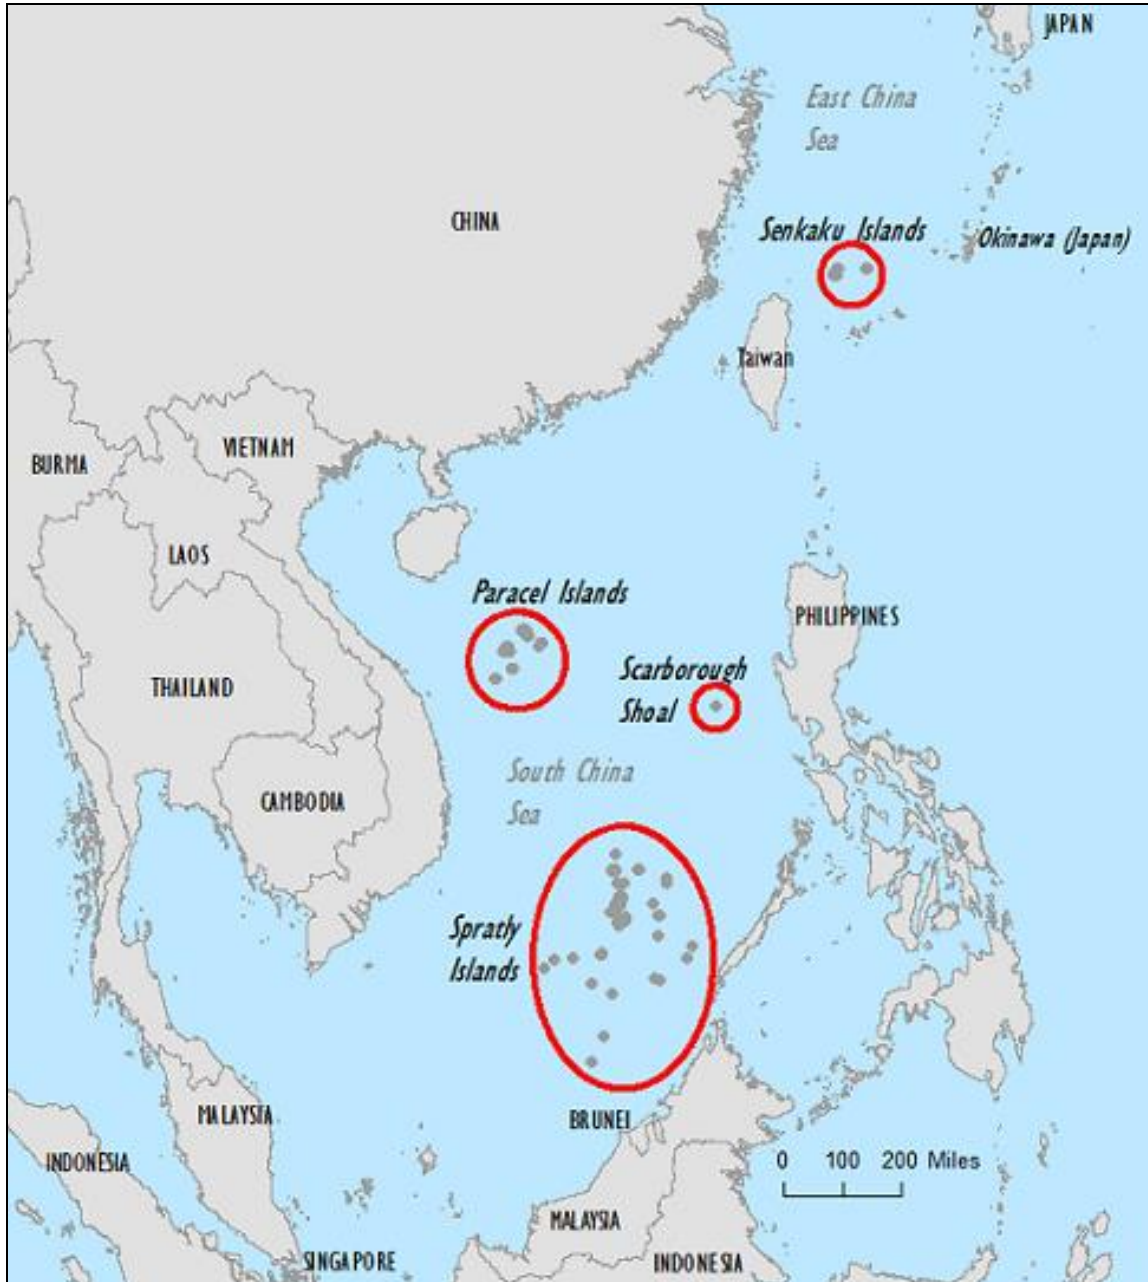 JAPAN
East China
Sea
CHINA
Senkaku Islands
Okinawa (Japan)
Taiwan
VIETNAM
BURMA
LAOS
Paracel Islands
PHILIPPINES
Scarborough
Shoal
THAILAND
South China
Sea
CAMBODIA
Spratly
Islands
MALAYSIA
BRUNEI
INDONESIA
0 100 200 Miles
MALAYSIA
SINGAPORE
INDONESIA